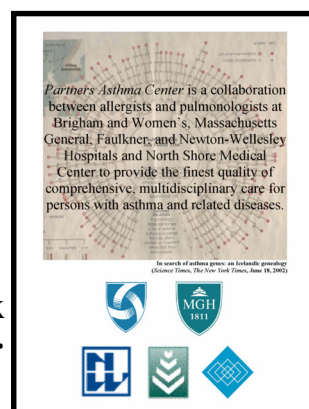 Partners Asthma Center is a collaboration
between allergists and pulmonologists at
Brigham and Women's, Massachusetts
General, Faulkner, and Newton-Wellesley
Hospitals and North Shore Medical
Center to provide the finest quality of
comprehensive, multidisciplinary care for
persons with asthma and related diseases.
In search of asthma genes: an Icelandic genealogy
(Science Times, The New York Times, June 18, 2002)
MGH
1811
NW